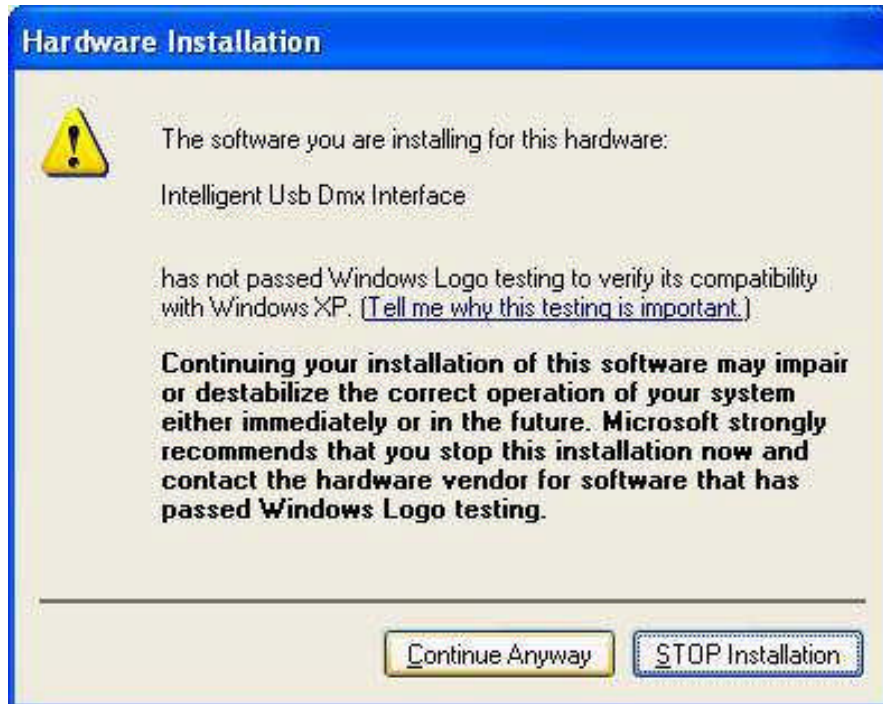 Hardware Installation
The software you are installing for this hardware:
Intelligent Usb Dmx Interface
has not passed Windows Logo testing to verify its compatibility
with Windows XP. (Tell me why this testing is important.)
Continuing your installation of this software may impair
or destabilize the correct operation of your system
either immediately or in the future. Microsoft strongly
recommends that you stop this installation now and
contact the hardware vendor for software that has
passed Windows Logo testing.
Continue Anyway STOP Installation